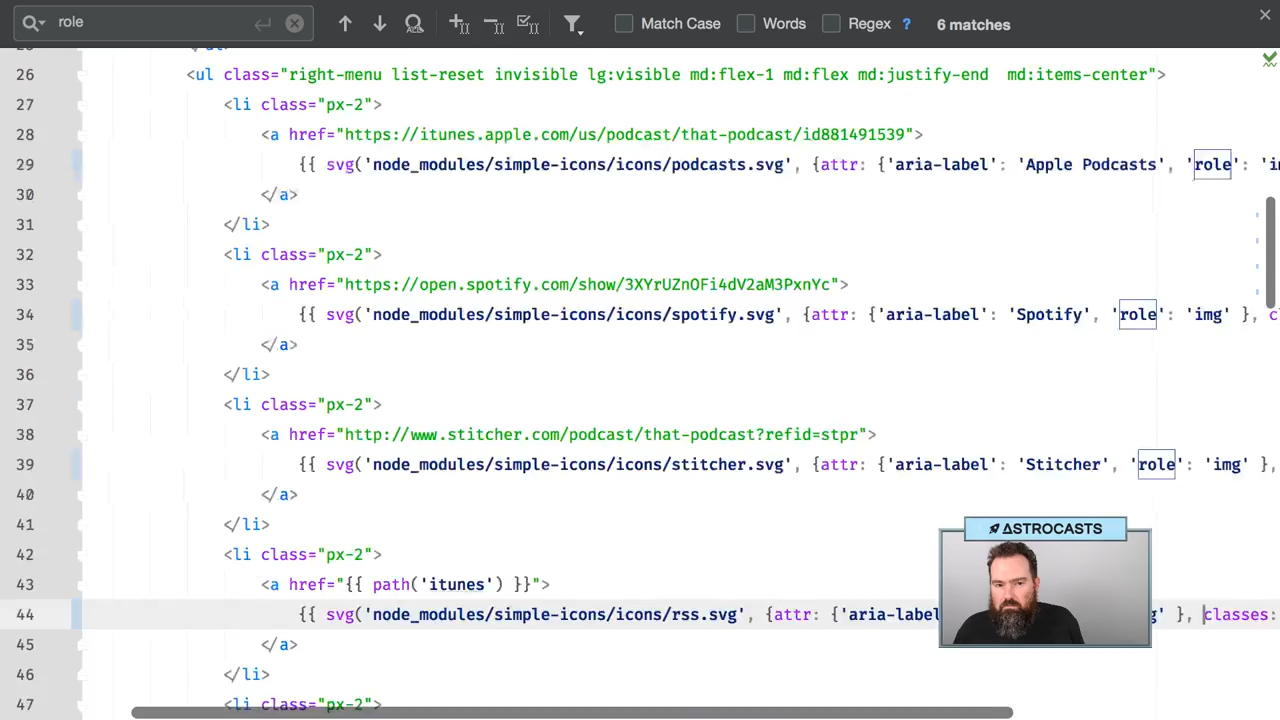 role Match Case Words Regex ? 6 matches
26 <ul class="right-menu list-reset invisible lg:visible md:flex-1 md:flex md:justify-end  md:items-center">
27 <li class="px-2">
28 <a href="https://itunes.apple.com/us/podcast/that-podcast/id881491539">
29 {{ svg('node_modules/simple-icons/icons/podcasts.svg', {attr: {'aria-label': 'Apple Podcasts', 'role': 'im
30 </a>
31 </li>
32 <li class="px-2">
33 <a href="https://open.spotify.com/show/3XYrUZnOFi4dV2aM3PxnYc">
34 {{ svg('node_modules/simple-icons/icons/spotify.svg', {attr: {'aria-label': 'Spotify', 'role': 'img' }, cl
35 </a>
36 </li>
37 <li class="px-2">
38 <a href="http://www.stitcher.com/podcast/that-podcast?refid=stpr">
39 {{ svg('node_modules/simple-icons/icons/stitcher.svg', {attr: {'aria-label': 'Stitcher', 'role': 'img' },
40 </a>
41 </li>
42 <li class="px-2">
43 <a href="{{ path('itunes') }}">
44 {{ svg('node_modules/simple-icons/icons/rss.svg', {attr: {'aria-label g' }, classes:
45 </a>
46 </li>
47 <li class="px-2">
ΔSTROCASTS